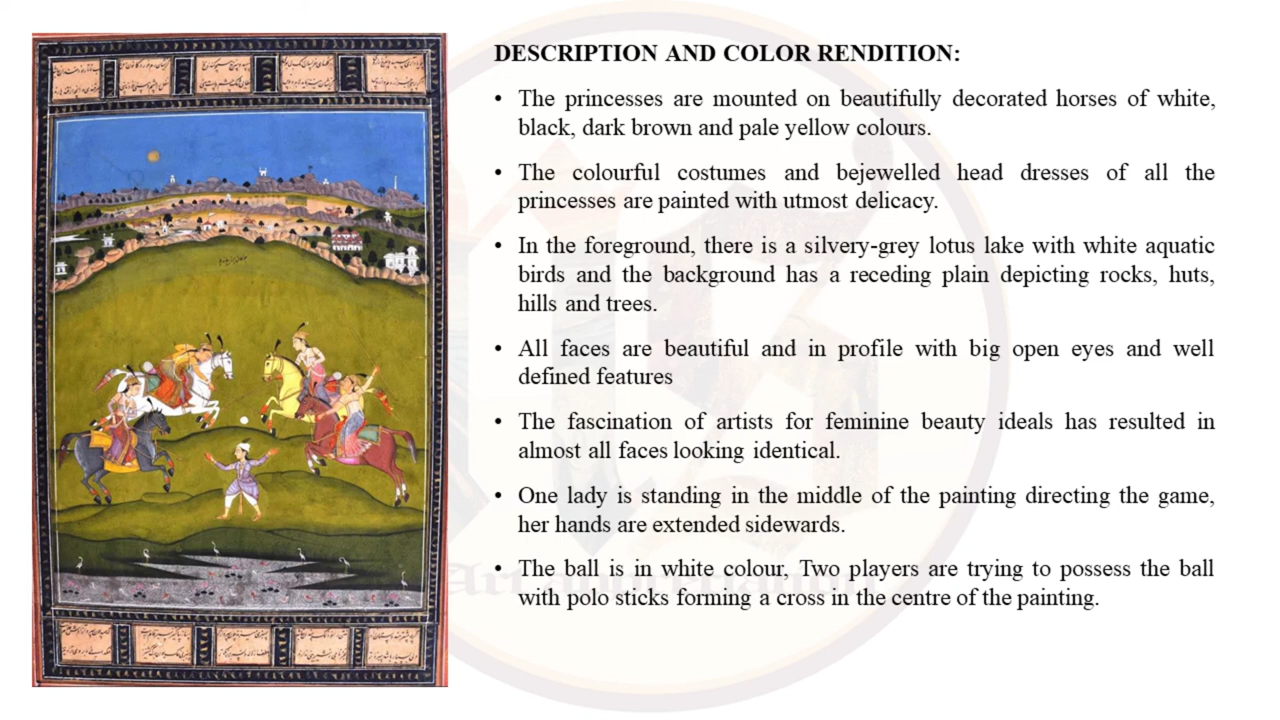 DESCRIPTION AND COLOR RENDITION:
• The princesses are mounted on beautifully decorated horses of white,
black, dark brown and pale yellow colours.
• The colourful costumes and bejewelled head dresses of all the
princesses are painted with utmost delicacy.
• In the foreground, there is a silvery-grey lotus lake with white aquatic
birds and the background has a receding plain depicting rocks, huts,
hills and trees.
• All faces are beautiful and in profile with big open eyes and well
defined features
• The fascination of artists for feminine beauty ideals has resulted in
almost all faces looking identical.
• One lady is standing in the middle of the painting directing the game,
her hands are extended sidewards.
• The ball is in white colour, Two players are trying to possess the ball
with polo sticks forming a cross in the centre of the painting.